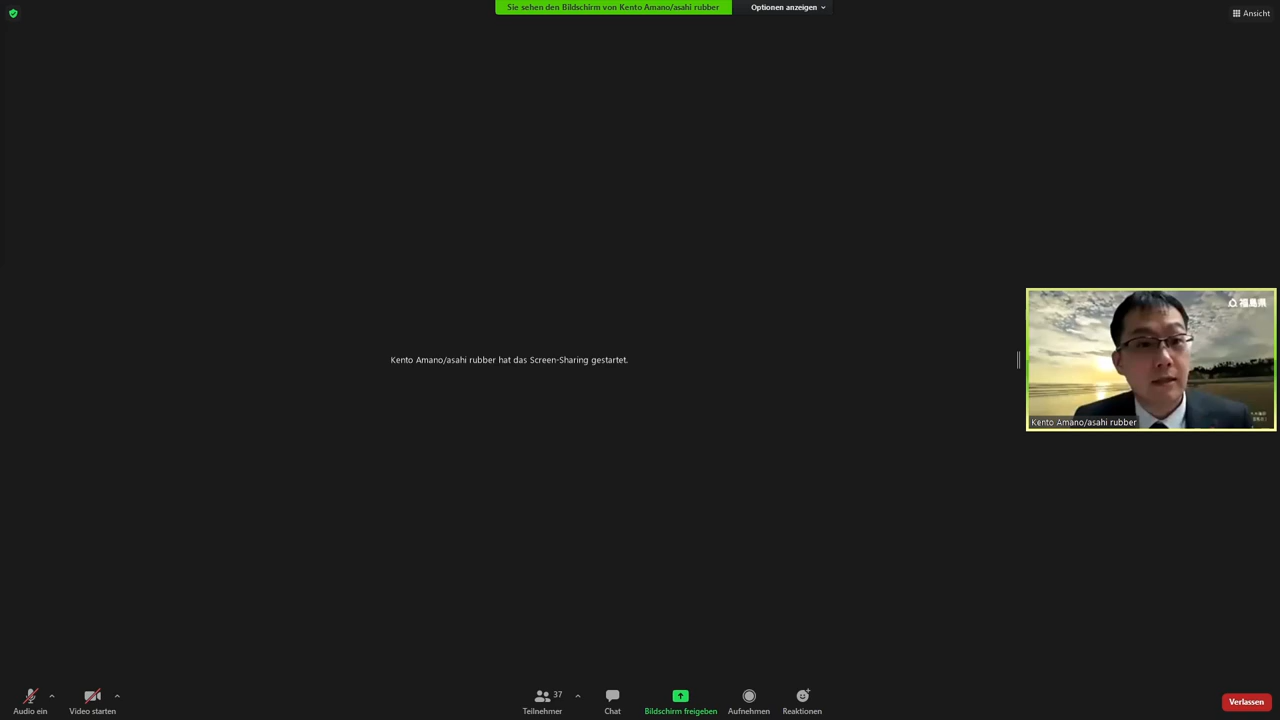 Sie sehen den Bildschirm von Kento Amano/asahi rubber
Optionen anzeigen
Ansicht
福島県
Kento Amano/asahi rubber hat das Screen-Sharing gestartet.
Kento Amano/asahi rubber
Audio ein
Video starten
37
Teilnehmer
Chat
Bildschirm freigeben
Aufnehmen
Reaktionen
Verlassen